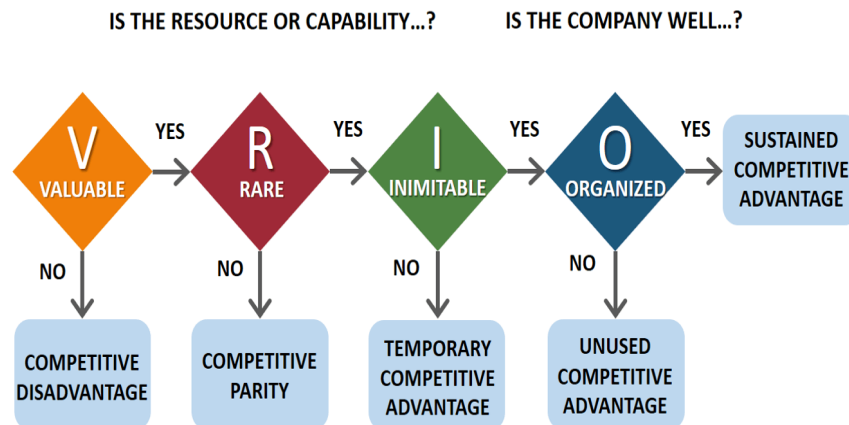 IS THE RESOURCE OR CAPABILITY...?
IS THE COMPANY WELL...?
V
VALUABLE
YES
R
RARE
YES
I
INIMITABLE
YES
O
ORGANIZED
YES
SUSTAINED
COMPETITIVE
ADVANTAGE
NO
COMPETITIVE
DISADVANTAGE
NO
COMPETITIVE
PARITY
NO
TEMPORARY
COMPETITIVE
ADVANTAGE
NO
UNUSED
COMPETITIVE
ADVANTAGE